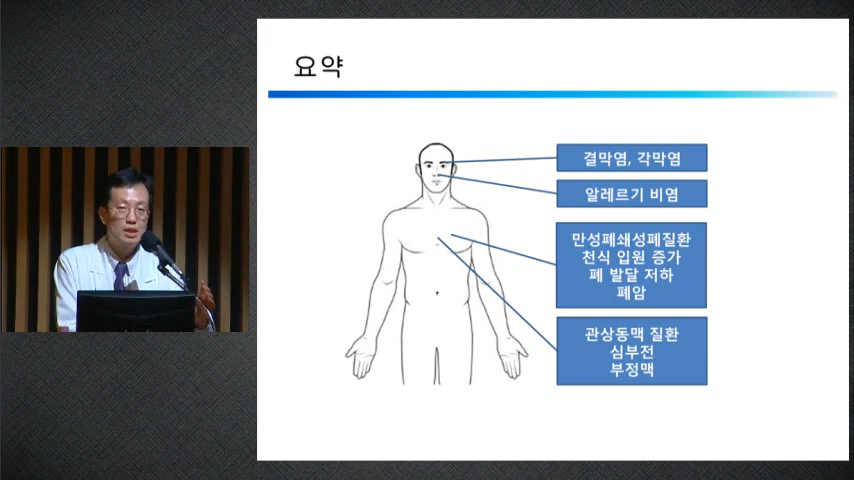 요약
결막염, 각막염
알레르기 비염
만성폐쇄성폐질환
천식 입원 증가
폐 발달 저하
폐암
관상동맥 질환
심부전
부정맥